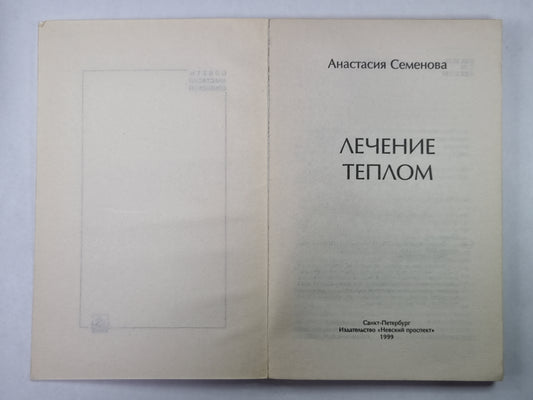 Анастасия Семенова
ЛЕЧЕНИЕ
ТЕПЛОМ
Санкт-Петербург
Издательство «Невский проспект»
1999